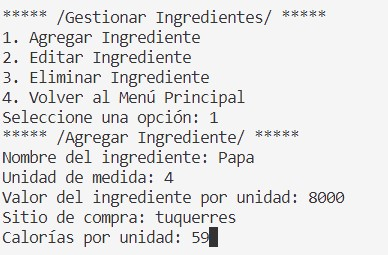 ***** /Gestionar Ingredientes/ *****
1. Agregar Ingrediente
2. Editar Ingrediente
3. Eliminar Ingrediente
4. Volver al Menú Principal
Seleccione una opción: 1
***** /Agregar Ingrediente/ *****
Nombre del ingrediente: Papa
Unidad de medida: 4
Valor del ingrediente por unidad: 8000
Sitio de compra: tuquerres
Calorías por unidad: 59